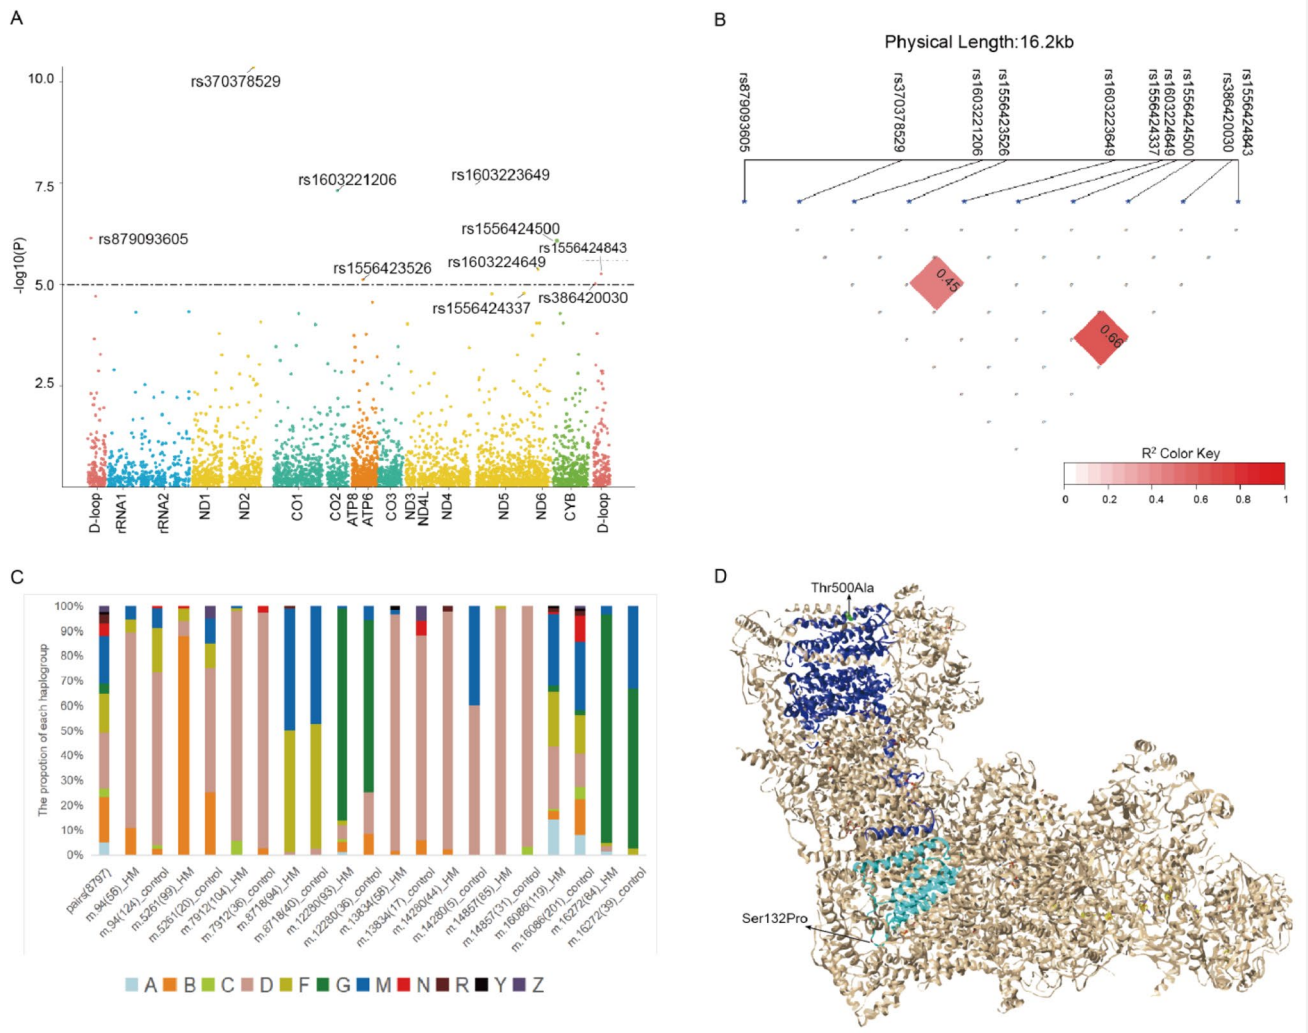 A
10.0
7.5
5.0
2.5
-log10(P)
rs370378529
rs1603221206
rs1603223649
rs879093605
rs1556424500
rs1556424843
rs1603224649
rs1556423526
rs386420030
rs1556424337
D-loop
rRNA1
rRNA2
ND1
ND2
CO1
CO2
ATP8
ATP6
CO3
ND3
ND4L
ND4
ND5
ND6
CYB
D-loop
B
Physical Length:16.2kb
rs879093605
rs370378529
rs1603221206
rs1556423526
rs1603223649
rs1556424337
rs1603224649
rs1556424500
rs386420030
rs1556424843
0.45
0.66
R² Color Key
0 0.2 0.4 0.6 0.8 1
C
The propotion of each haplogroup
100%
90%
80%
70%
60%
50%
40%
30%
20%
10%
0%
pairs(8797)
m.94(56)_HM
m.94(124)_control
m.5261(99)_HM
m.5261(20)_control
m.7912(104)_HM
m.7912(36)_control
m.8718(94)_HM
m.8718(40)_control
m.12280(93)_HM
m.12280(36)_control
m.13834(58)_HM
m.13834(17)_control
m.14280(44)_HM
m.14280(5)_control
m.14857(85)_HM
m.14857(31)_control
m.16086(119)_HM
m.16086(201)_control
m.16272(84)_HM
m.16272(39)_control
A B C D F G M N R Y Z
D
Thr500Ala
Ser132Pro